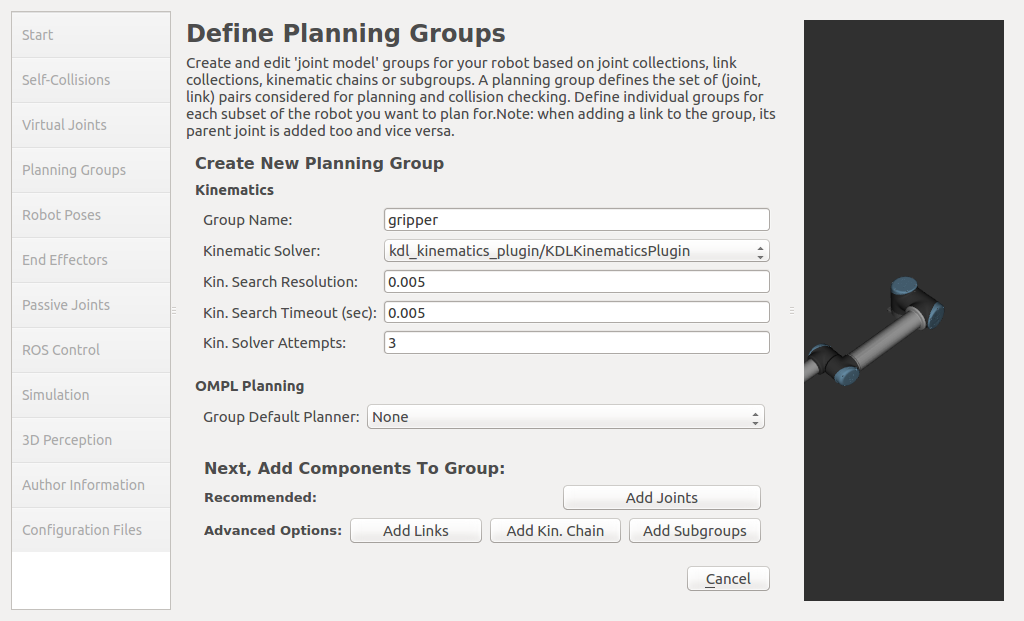 Start
Self-Collisions
Virtual Joints
Planning Groups
Robot Poses
End Effectors
Passive Joints
ROS Control
Simulation
3D Perception
Author Information
Configuration Files
Define Planning Groups
Create and edit 'joint model' groups for your robot based on joint collections, link
collections, kinematic chains or subgroups. A planning group defines the set of (joint,
link) pairs considered for planning and collision checking. Define individual groups for
each subset of the robot you want to plan for.Note: when adding a link to the group, its
parent joint is added too and vice versa.
Create New Planning Group
Kinematics
Group Name: gripper
Kinematic Solver: kdl_kinematics_plugin/KDLKinematicsPlugin
Kin. Search Resolution: 0.005
Kin. Search Timeout (sec): 0.005
Kin. Solver Attempts: 3
OMPL Planning
Group Default Planner: None
Next, Add Components To Group:
Recommended: Add Joints
Advanced Options: Add Links Add Kin. Chain Add Subgroups
Cancel